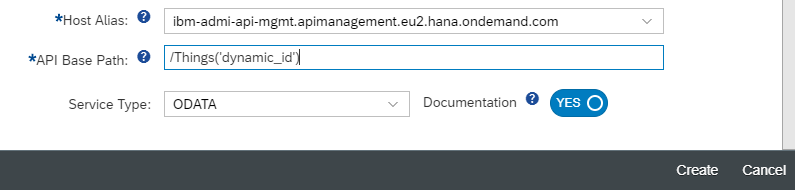 *Host Alias: ? ibm-admi-api-mgmt.apimanagement.eu2.hana.ondemand.com
*API Base Path: ? /Things('dynamic_id')
Service Type: ODATA Documentation ? YES
Create Cancel